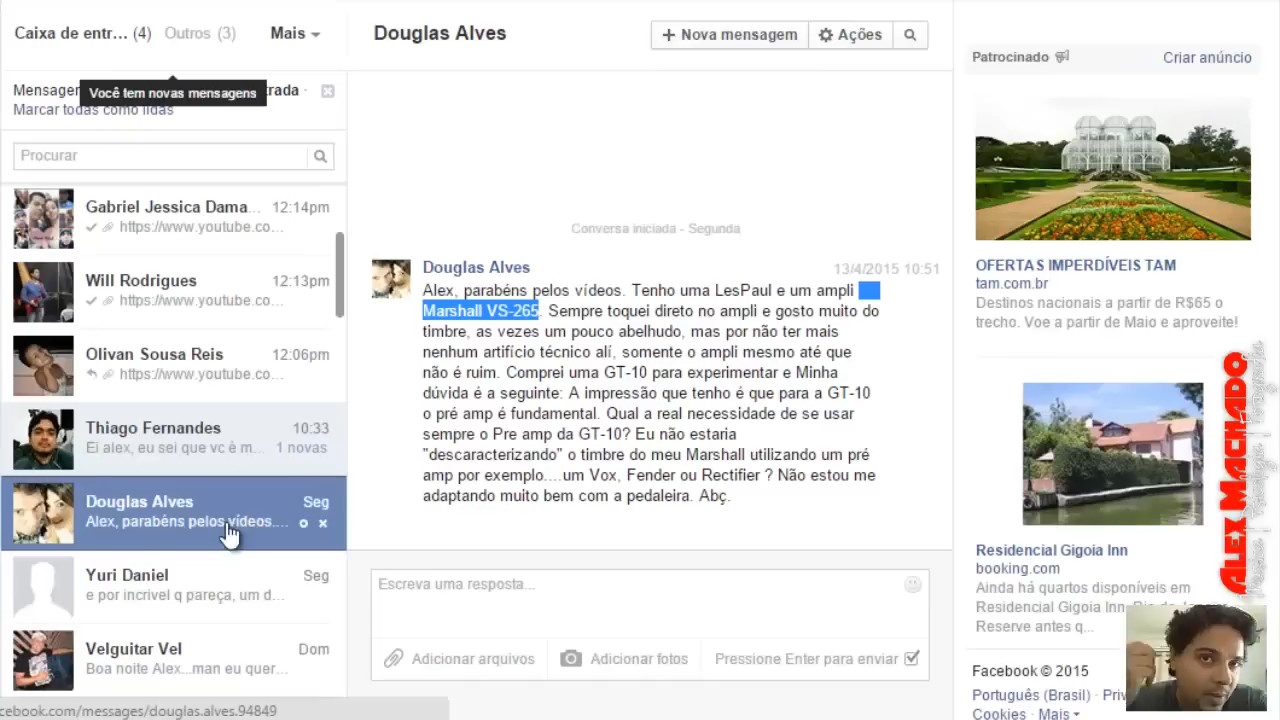 Caixa de entr... (4) Outros (3) Mais
Você tem novas mensagens
Marcar todas como lidas
Procurar
Gabriel Jessica Dama... 12:14pm
https://www.youtube.co...
Will Rodrigues 12:13pm
https://www.youtube.co...
Olivan Sousa Reis 12:06pm
https://www.youtube.co...
Thiago Fernandes 10:33
Ei alex, eu sei que vc è m... 1 novas
Douglas Alves Seg
Alex, parabéns pelos vídeos....
Yuri Daniel Seg
e por incrivel q pareça, um d...
Velguitar Vel Dom
Boa noite Alex...man eu quer...
cebook.com/messages/douglas.alves.94849
Douglas Alves
+ Nova mensagem Ações
Conversa iniciada - Segunda
Douglas Alves 13/4/2015 10:51
Alex, parabéns pelos vídeos. Tenho uma LesPaul e um ampli
Marshall VS-265. Sempre toquei direto no ampli e gosto muito do
timbre, as vezes um pouco abelhudo, mas por não ter mais
nenhum artifício técnico alí, somente o ampli mesmo até que
não é ruim. Comprei uma GT-10 para experimentar e Minha
dúvida é a seguinte: A impressão que tenho é que para a GT-10
o pré amp é fundamental. Qual a real necessidade de se usar
sempre o Pre amp da GT-10? Eu não estaria
"descaracterizando" o timbre do meu Marshall utilizando um pré
amp por exemplo....um Vox, Fender ou Rectifier ? Não estou me
adaptando muito bem com a pedaleira. Abç.
Escreva uma resposta...
Adicionar arquivos Adicionar fotos Pressione Enter para enviar
Patrocinado Criar anúncio
OFERTAS IMPERDÍVEIS TAM
tam.com.br
Destinos nacionais a partir de R$65 o
trecho. Voe a partir de Maio e aproveite!
Residencial Gigoia Inn
booking.com
Ainda há quartos disponíveis em
Residencial Gigoia Inn,
Reserve antes q...
Facebook © 2015
Português (Brasil) · Priv
Cookies · Mais
ALEX MACHADO